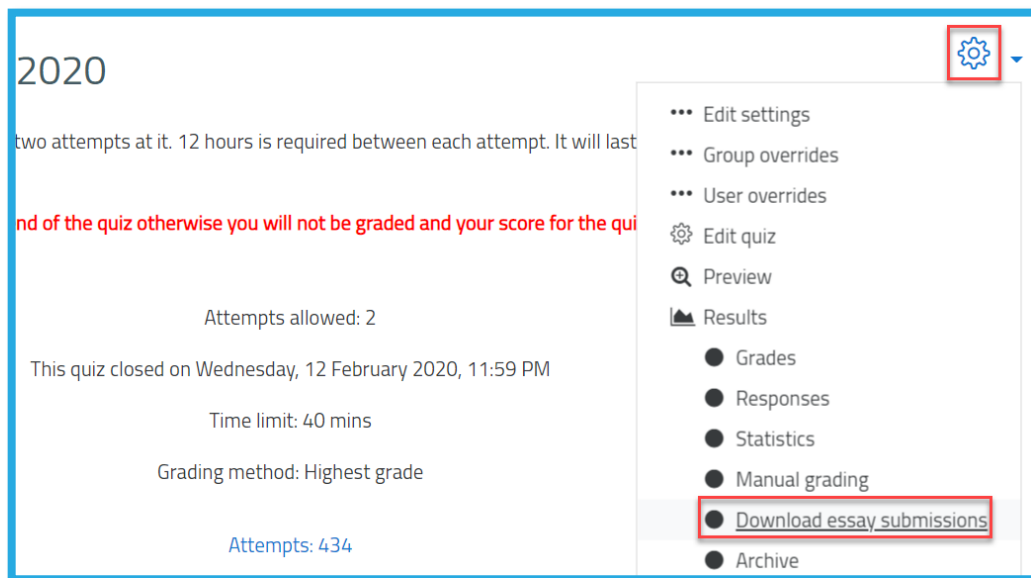 2020
two attempts at it. 12 hours is required between each attempt. It will last
nd of the quiz otherwise you will not be graded and your score for the qui
Attempts allowed: 2
This quiz closed on Wednesday, 12 February 2020, 11:59 PM
Time limit: 40 mins
Grading method: Highest grade
Attempts: 434
Edit settings
Group overrides
User overrides
Edit quiz
Preview
Results
Grades
Responses
Statistics
Manual grading
Download essay submissions
Archive